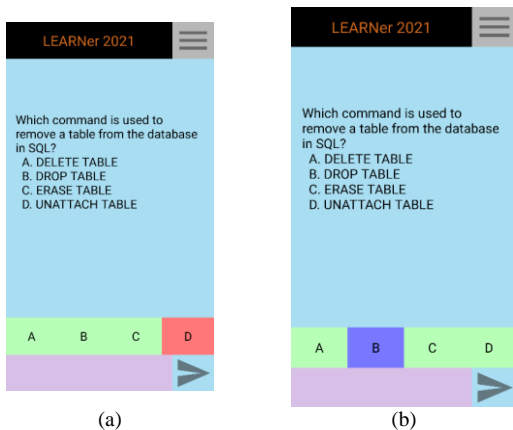 LEARNer 2021
Which command is used to
remove a table from the database
in SQL?
A. DELETE TABLE
B. DROP TABLE
C. ERASE TABLE
D. UNATTACH TABLE
A B C D
(a)
LEARNer 2021
Which command is used to
remove a table from the database
in SQL?
A. DELETE TABLE
B. DROP TABLE
C. ERASE TABLE
D. UNATTACH TABLE
A B C D
(b)